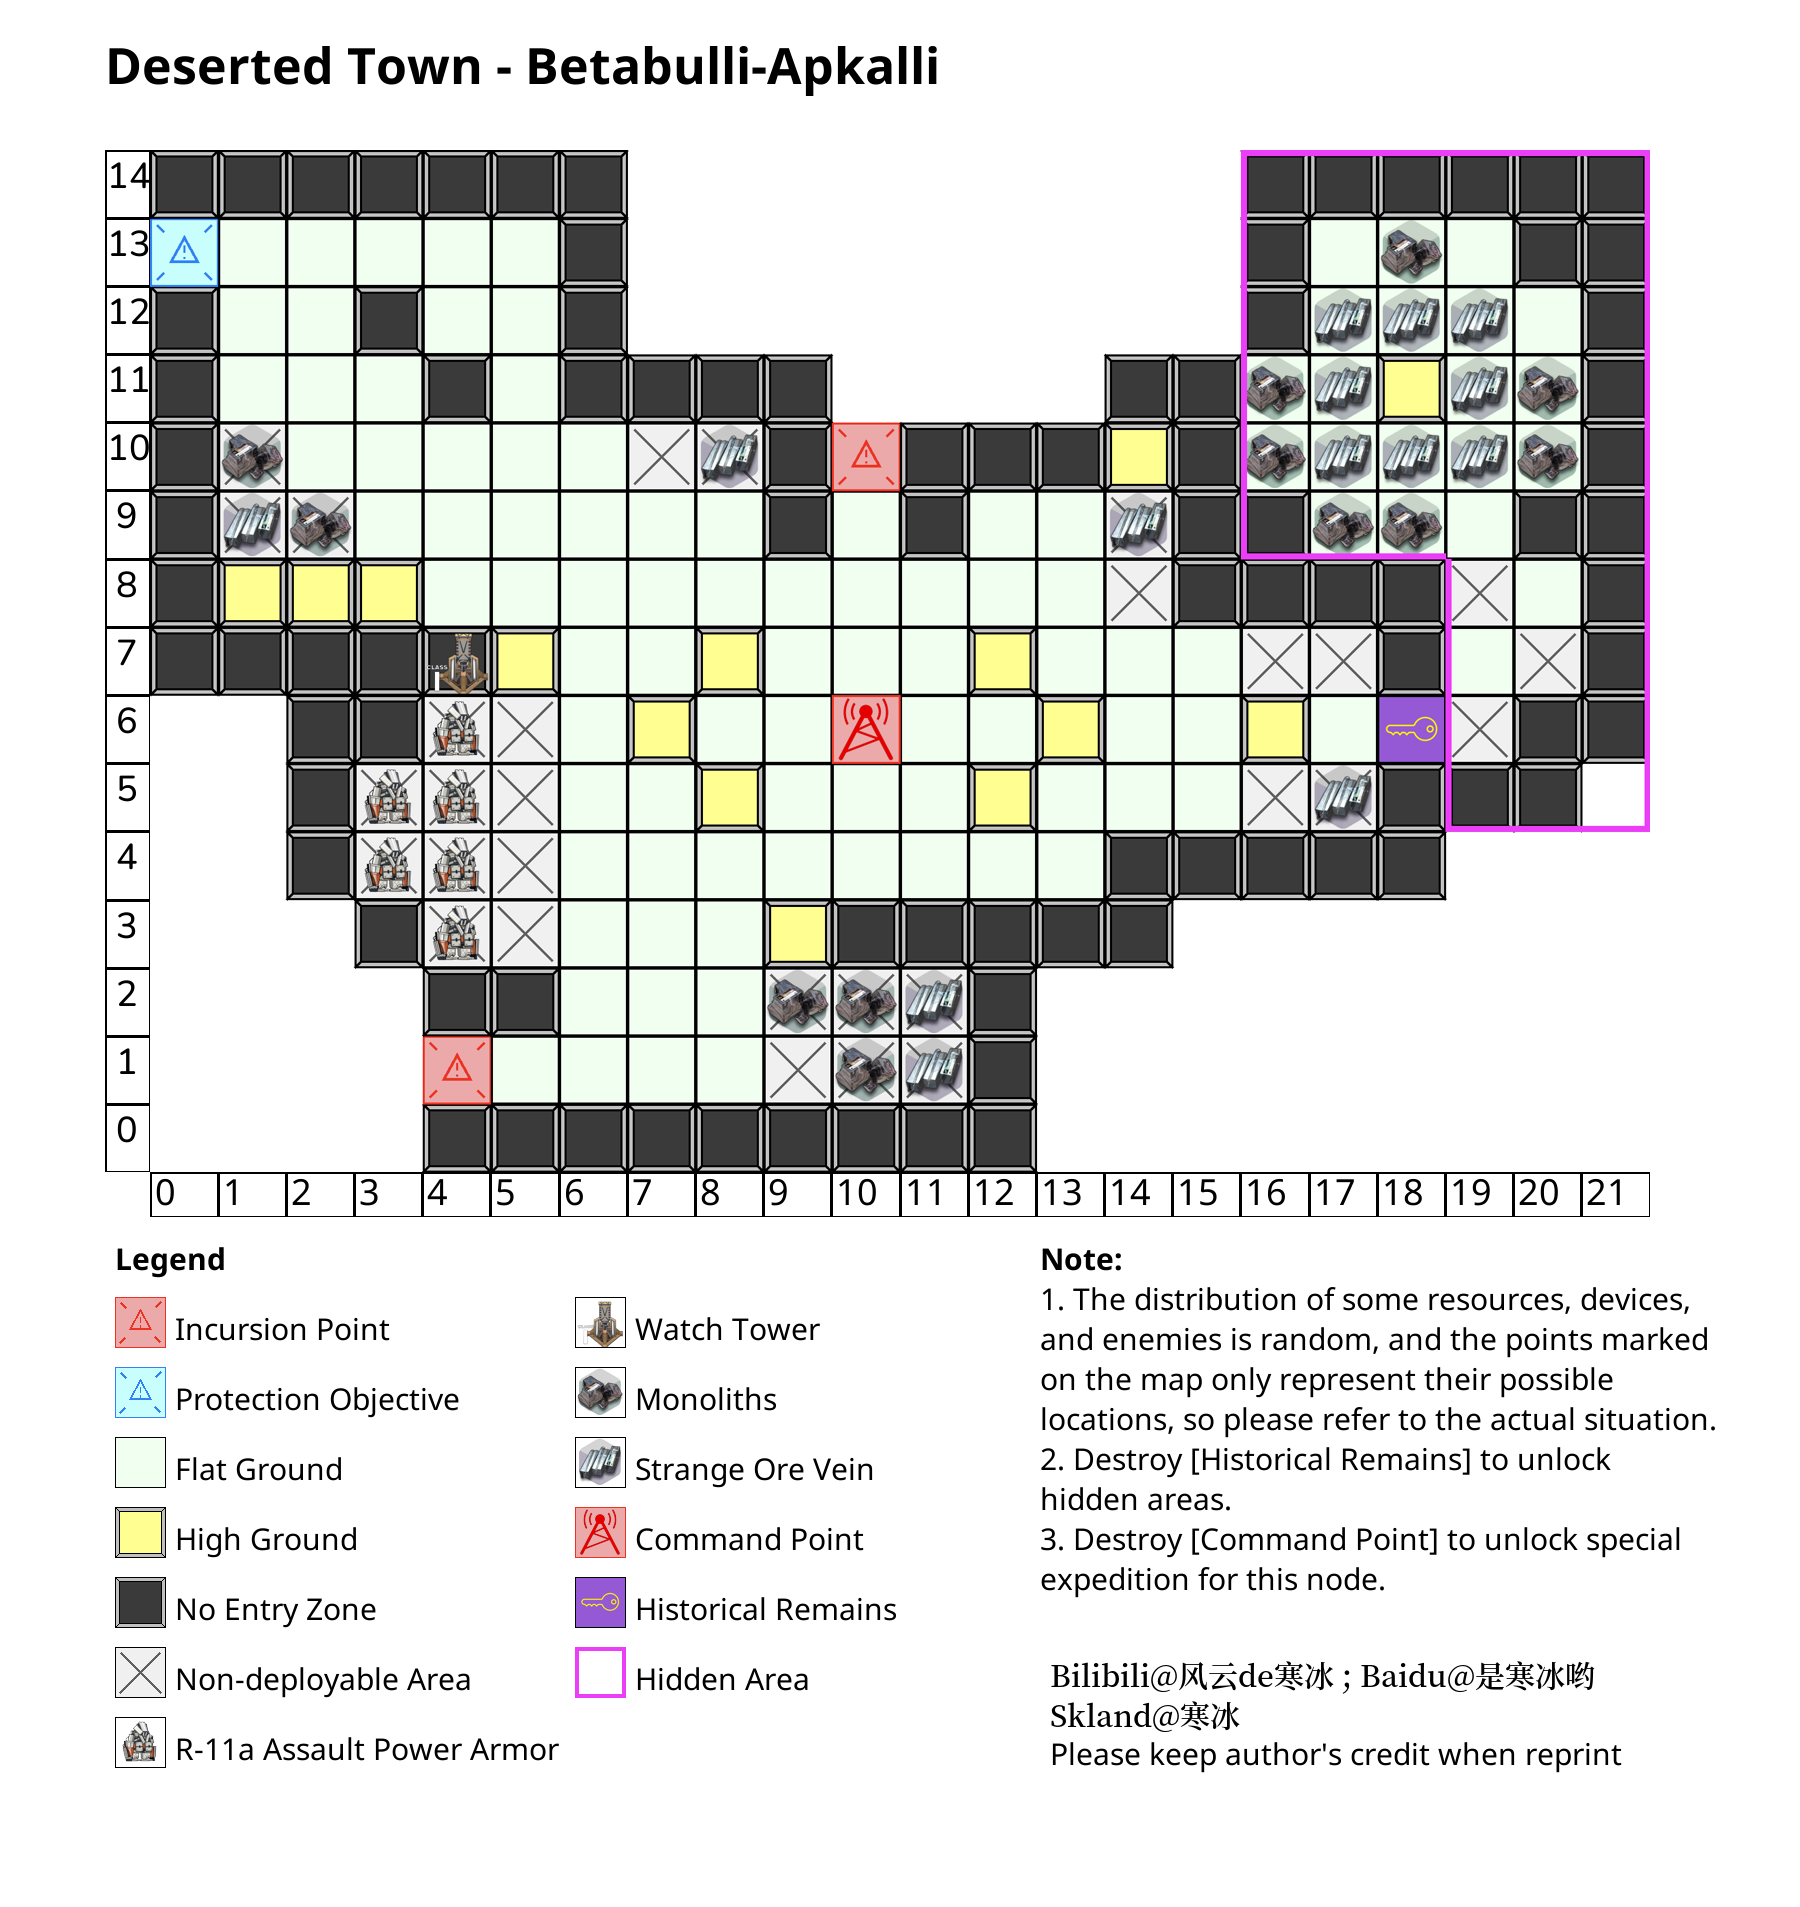 Deserted Town - Betabulli-Apkalli
14
13
12
11
10
9
8
7
CLASS
6
5
4
3
2
1
0
0 1 2 3 4 5 6 7 8 9 10 11 12 13 14 15 16 17 18 19 20 21
Legend
Incursion Point
Protection Objective
Flat Ground
High Ground
No Entry Zone
Non-deployable Area
R-11a Assault Power Armor
Watch Tower
Monoliths
Strange Ore Vein
Command Point
Historical Remains
Hidden Area
Note:
1. The distribution of some resources, devices,
and enemies is random, and the points marked
on the map only represent their possible
locations, so please refer to the actual situation.
2. Destroy [Historical Remains] to unlock
hidden areas.
3. Destroy [Command Point] to unlock special
expedition for this node.
Bilibili@风云de寒冰 ; Baidu@是寒冰哟
Skland@寒冰
Please keep author's credit when reprint